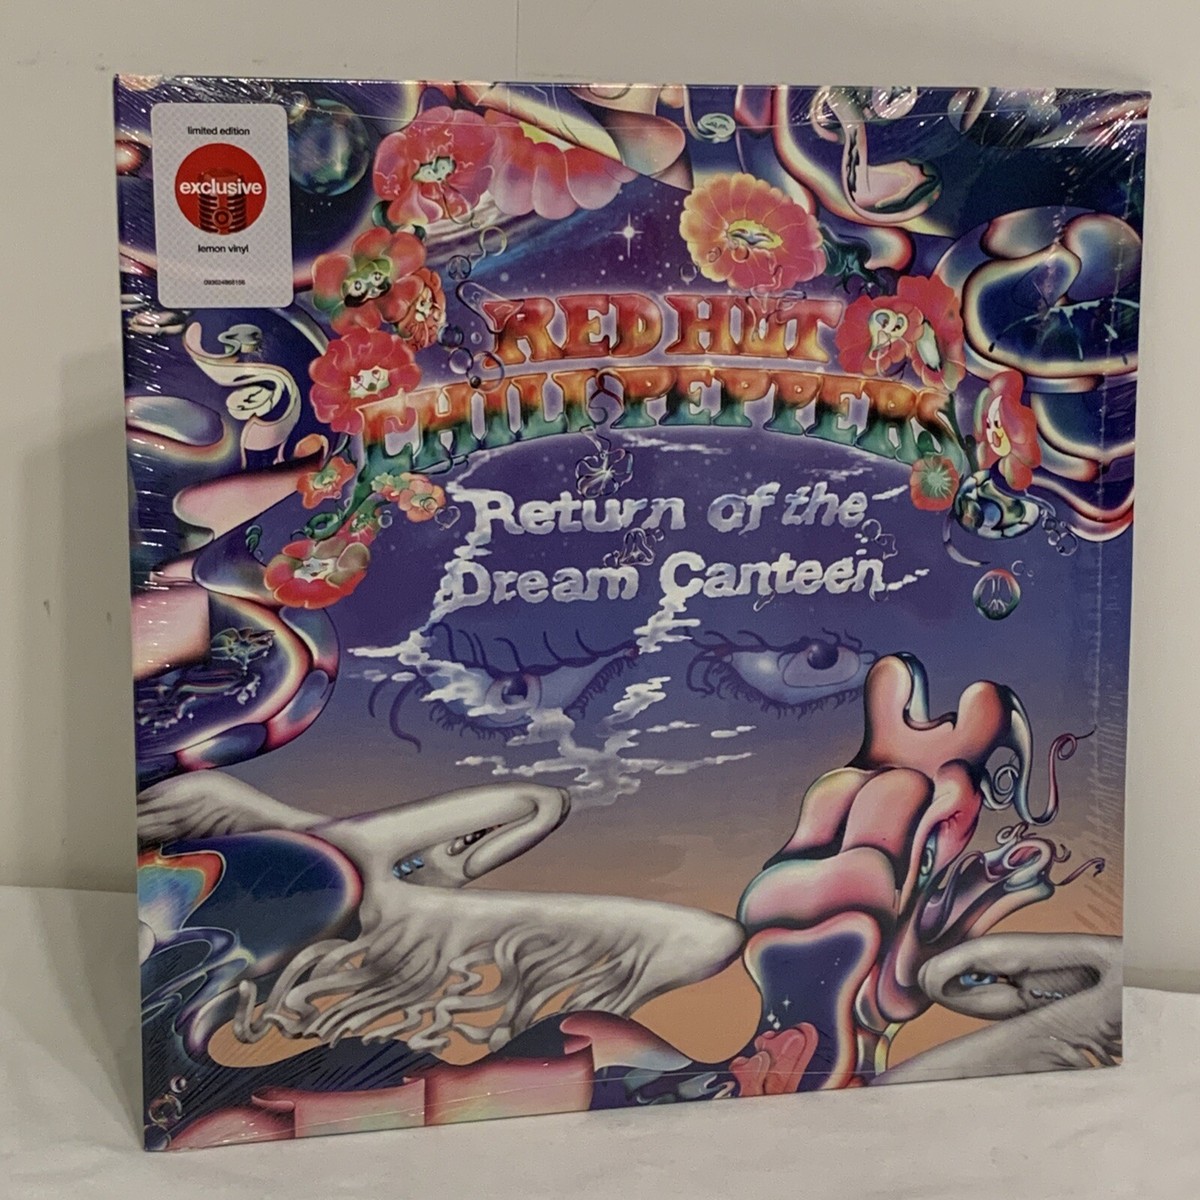 limited edition
exclusive
lemon vinyl
RED HOT
CHILI PEPPERS
Return of the
Dream Canteen